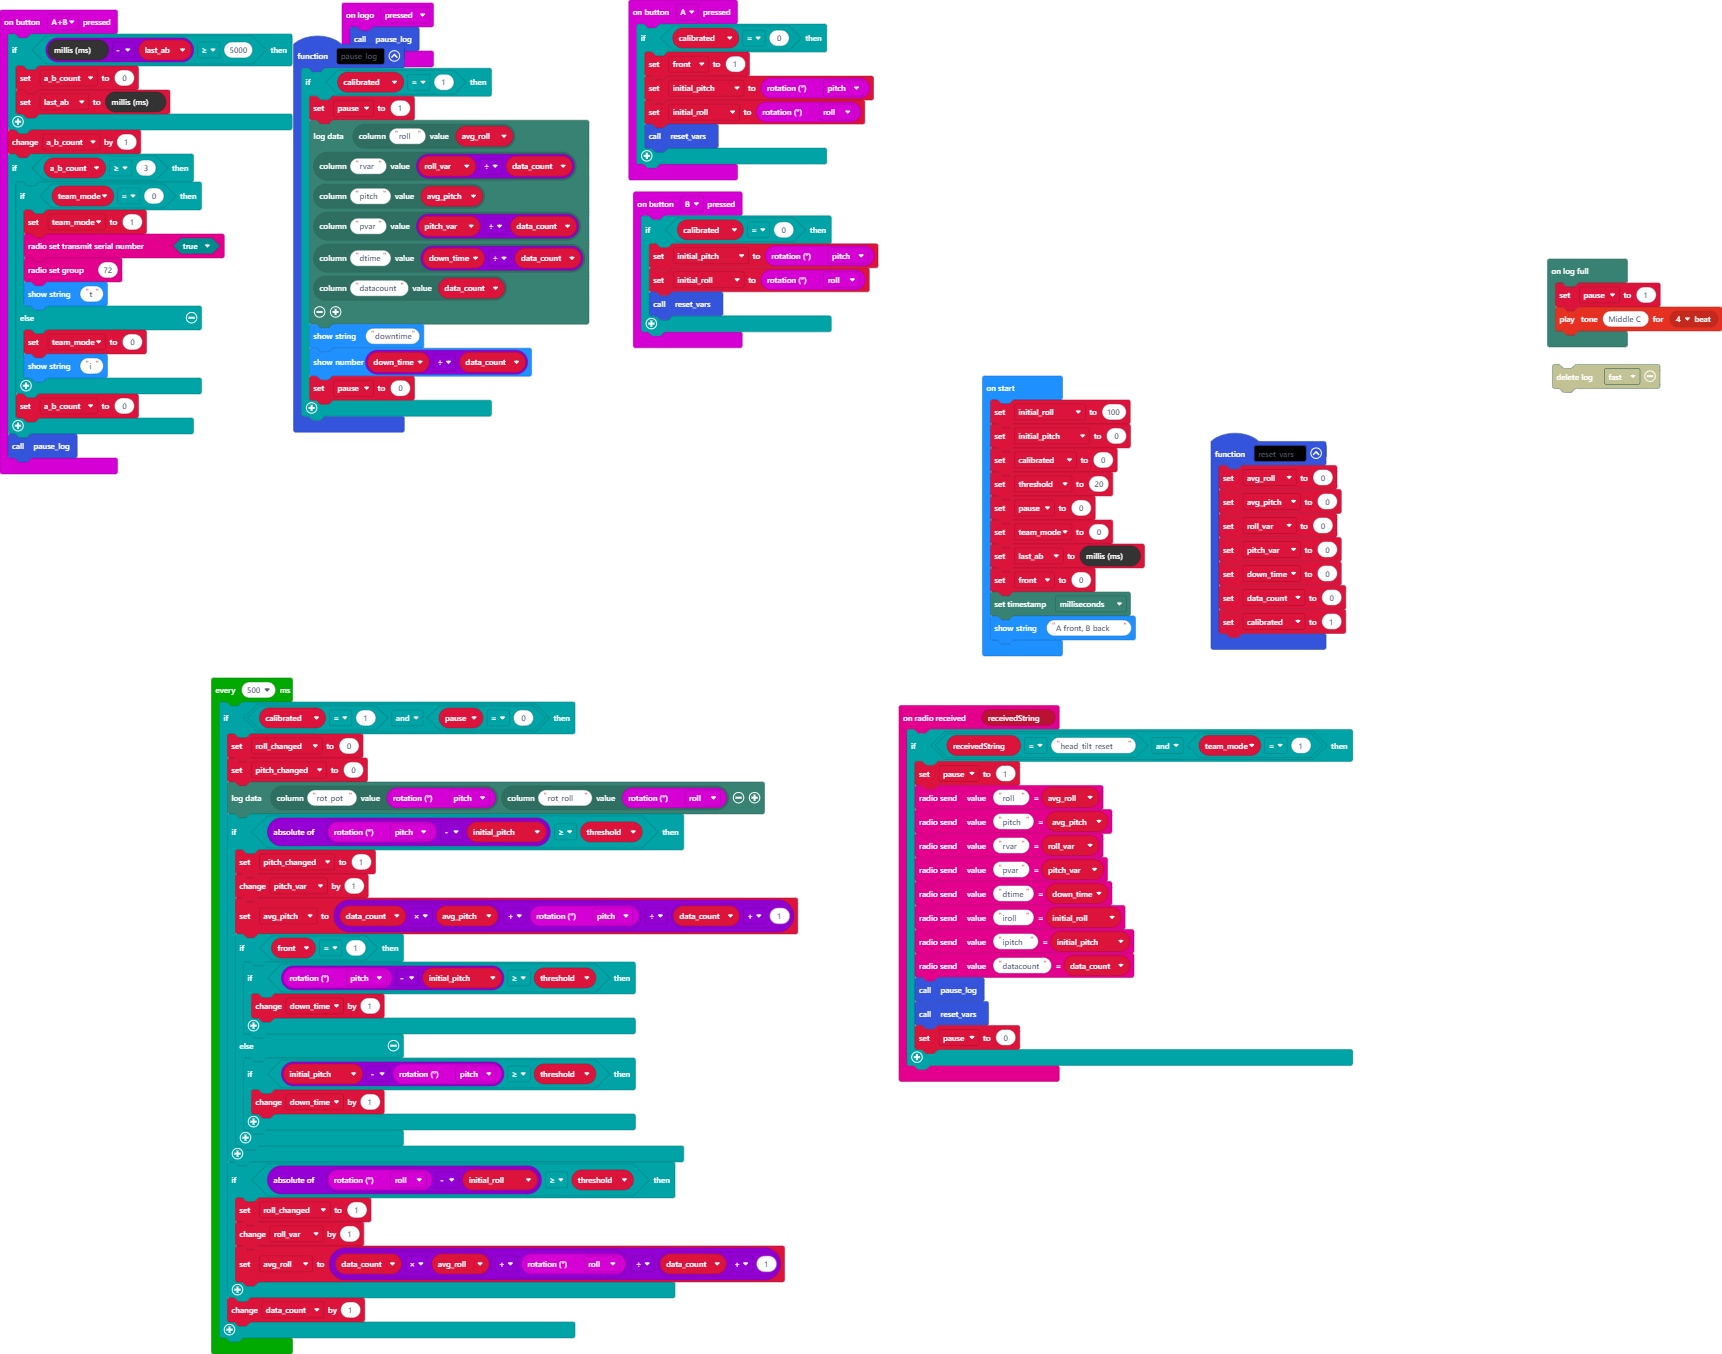 on button A+B pressed
if millis (ms) - last_ab ≥ 5000 then
set a_b_count to 0
set last_ab to millis (ms)
change a_b_count by 1
if a_b_count ≥ 3 then
if team_mode = 0 then
set team_mode to 1
radio set transmit serial number true
radio set group 72
show string "t"
else
set team_mode to 0
show string "i"
set a_b_count to 0
call pause_log
on logo pressed
call pause_log
function pause_log
if calibrated = 1 then
set pause to 1
log data column "roll" value avg_roll
column "rvar" value roll_var ÷ data_count
column "pitch" value avg_pitch
column "pvar" value pitch_var ÷ data_count
column "dtime" value down_time ÷ data_count
column "datacount" value data_count
show string "downtime"
show number down_time ÷ data_count
set pause to 0
on button A pressed
if calibrated = 0 then
set front to 1
set initial_pitch to rotation (°) pitch
set initial_roll to rotation (°) roll
call reset_vars
on button B pressed
if calibrated = 0 then
set initial_pitch to rotation (°) pitch
set initial_roll to rotation (°) roll
call reset_vars
on log full
set pause to 1
play tone Middle C for 4 beat
delete log fast
on start
set initial_roll to 100
set initial_pitch to 0
set calibrated to 0
set threshold to 20
set pause to 0
set team_mode to 0
set last_ab to millis (ms)
set front to 0
set timestamp milliseconds
show string "A front, B back"
function reset_vars
set avg_roll to 0
set avg_pitch to 0
set roll_var to 0
set pitch_var to 0
set down_time to 0
set data_count to 0
set calibrated to 1
every 500 ms
if calibrated = 1 and pause = 0 then
set roll_changed to 0
set pitch_changed to 0
log data column "rot_pot" value rotation (°) pitch column "rot_roll" value rotation (°) roll
if absolute of rotation (°) pitch - initial_pitch ≥ threshold then
set pitch_changed to 1
change pitch_var by 1
set avg_pitch to data_count × avg_pitch + rotation (°) pitch ÷ data_count + 1
if front = 1 then
if rotation (°) pitch - initial_pitch ≥ threshold then
change down_time by 1
else
if initial_pitch - rotation (°) pitch ≥ threshold then
change down_time by 1
if absolute of rotation (°) roll - initial_roll ≥ threshold then
set roll_changed to 1
change roll_var by 1
set avg_roll to data_count × avg_roll + rotation (°) roll ÷ data_count + 1
change data_count by 1
on radio received receivedString
if receivedString = "head_tilt_reset" and team_mode = 1 then
set pause to 1
radio send value "roll" = avg_roll
radio send value "pitch" = avg_pitch
radio send value "rvar" = roll_var
radio send value "pvar" = pitch_var
radio send value "dtime" = down_time
radio send value "iroll" = initial_roll
radio send value "ipitch" = initial_pitch
radio send value "datacount" = data_count
call pause_log
call reset_vars
set pause to 0